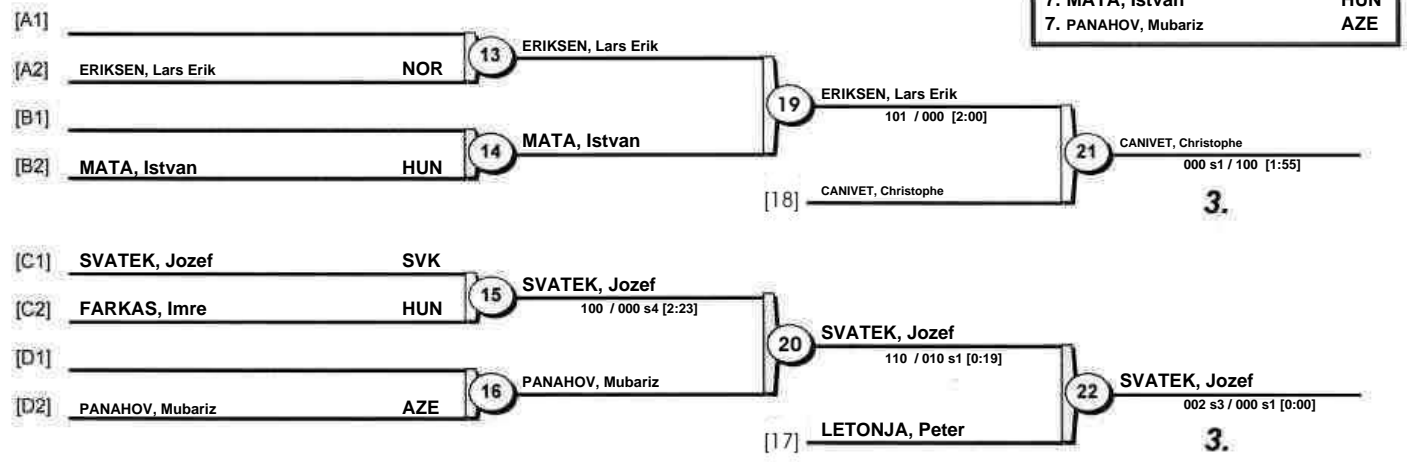 7. MATA, Istvan HUN
7. PANAHOV, Mubariz AZE
[A1]
13 ERIKSEN, Lars Erik
[A2] ERIKSEN, Lars Erik NOR
19 ERIKSEN, Lars Erik
101 / 000 [2:00]
[B1]
14 MATA, Istvan
21 CANIVET, Christophe
000 s1 / 100 [1:55]
[B2] MATA, Istvan HUN
[18] CANIVET, Christophe
3.
[C1] SVATEK, Jozef SVK
15 SVATEK, Jozef
100 / 000 s4 [2:23]
[C2] FARKAS, Imre HUN
20 SVATEK, Jozef
110 / 010 s1 [0:19]
[D1]
16 PANAHOV, Mubariz
22 SVATEK, Jozef
002 s3 / 000 s1 [0:00]
[D2] PANAHOV, Mubariz AZE
[17] LETONJA, Peter
3.